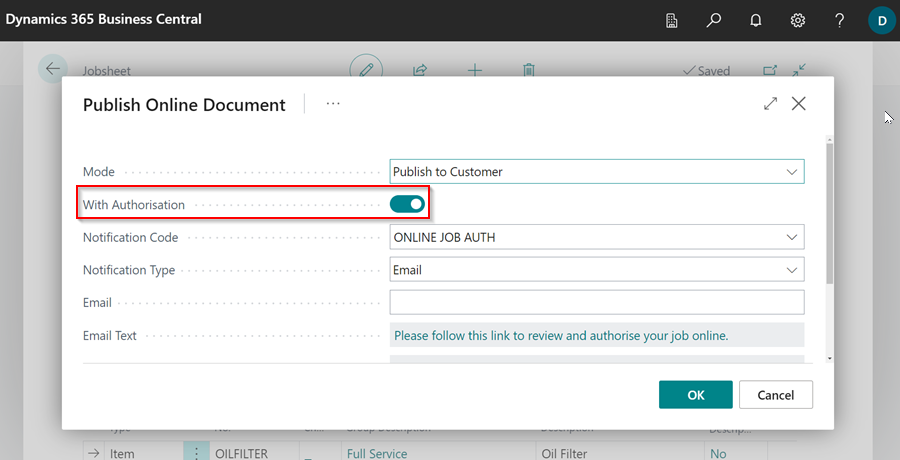 Dynamics 365 Business Central
D
Jobsheet
Saved
Publish Online Document
Mode Publish to Customer
With Authorisation
Notification Code ONLINE JOB AUTH
Notification Type Email
Email
Email Text Please follow this link to review and authorise your job online.
OK Cancel
Item OILFILTER Full Service Oil Filter No